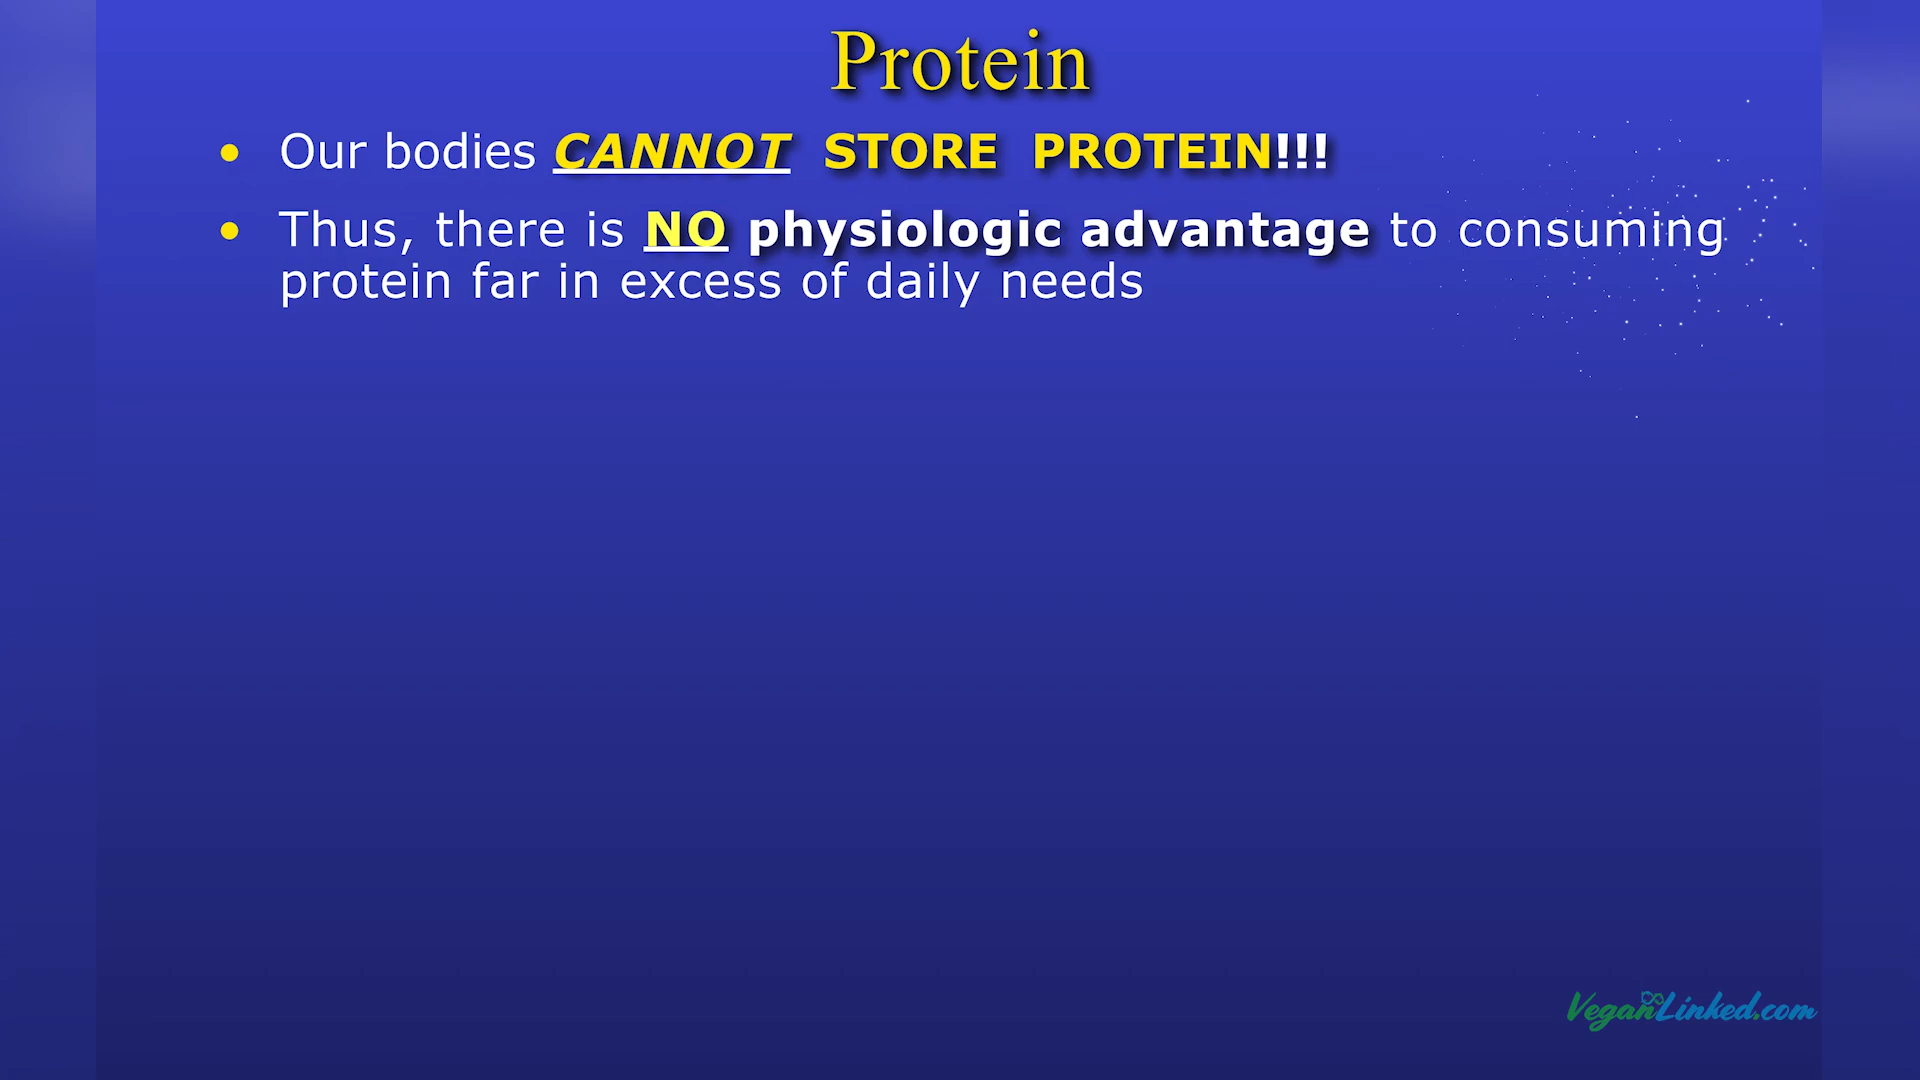 Protein
• Our bodies CANNOT STORE PROTEIN!!!
• Thus, there is NO physiologic advantage to consuming
protein far in excess of daily needs
VeganLinked.com